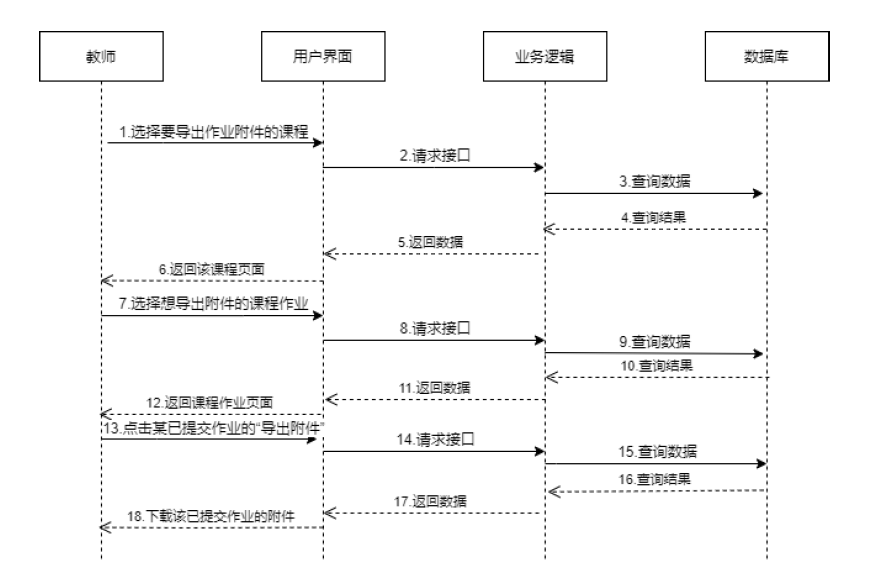 教师
用户界面
业务逻辑
数据库
1.选择要导出作业附件的课程
2.请求接口
3.查询数据
4.查询结果
5.返回数据
6.返回该课程页面
7.选择想导出附件的课程作业
8.请求接口
9.查询数据
10.查询结果
11.返回数据
12.返回课程作业页面
13.点击某已提交作业的“导出附件”
14.请求接口
15.查询数据
16.查询结果
17.返回数据
18.下载该已提交作业的附件